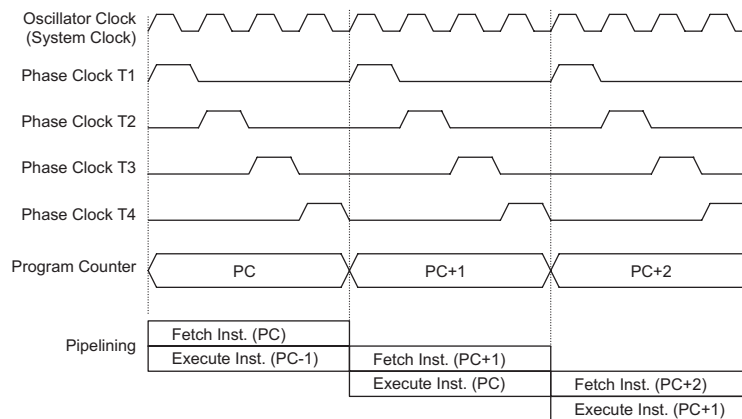 Oscillator Clock
(System Clock)
Phase Clock T1
Phase Clock T2
Phase Clock T3
Phase Clock T4
Program Counter
PC
PC+1
PC+2
Pipelining
Fetch Inst. (PC)
Execute Inst. (PC-1)
Fetch Inst. (PC+1)
Execute Inst. (PC)
Fetch Inst. (PC+2)
Execute Inst. (PC+1)